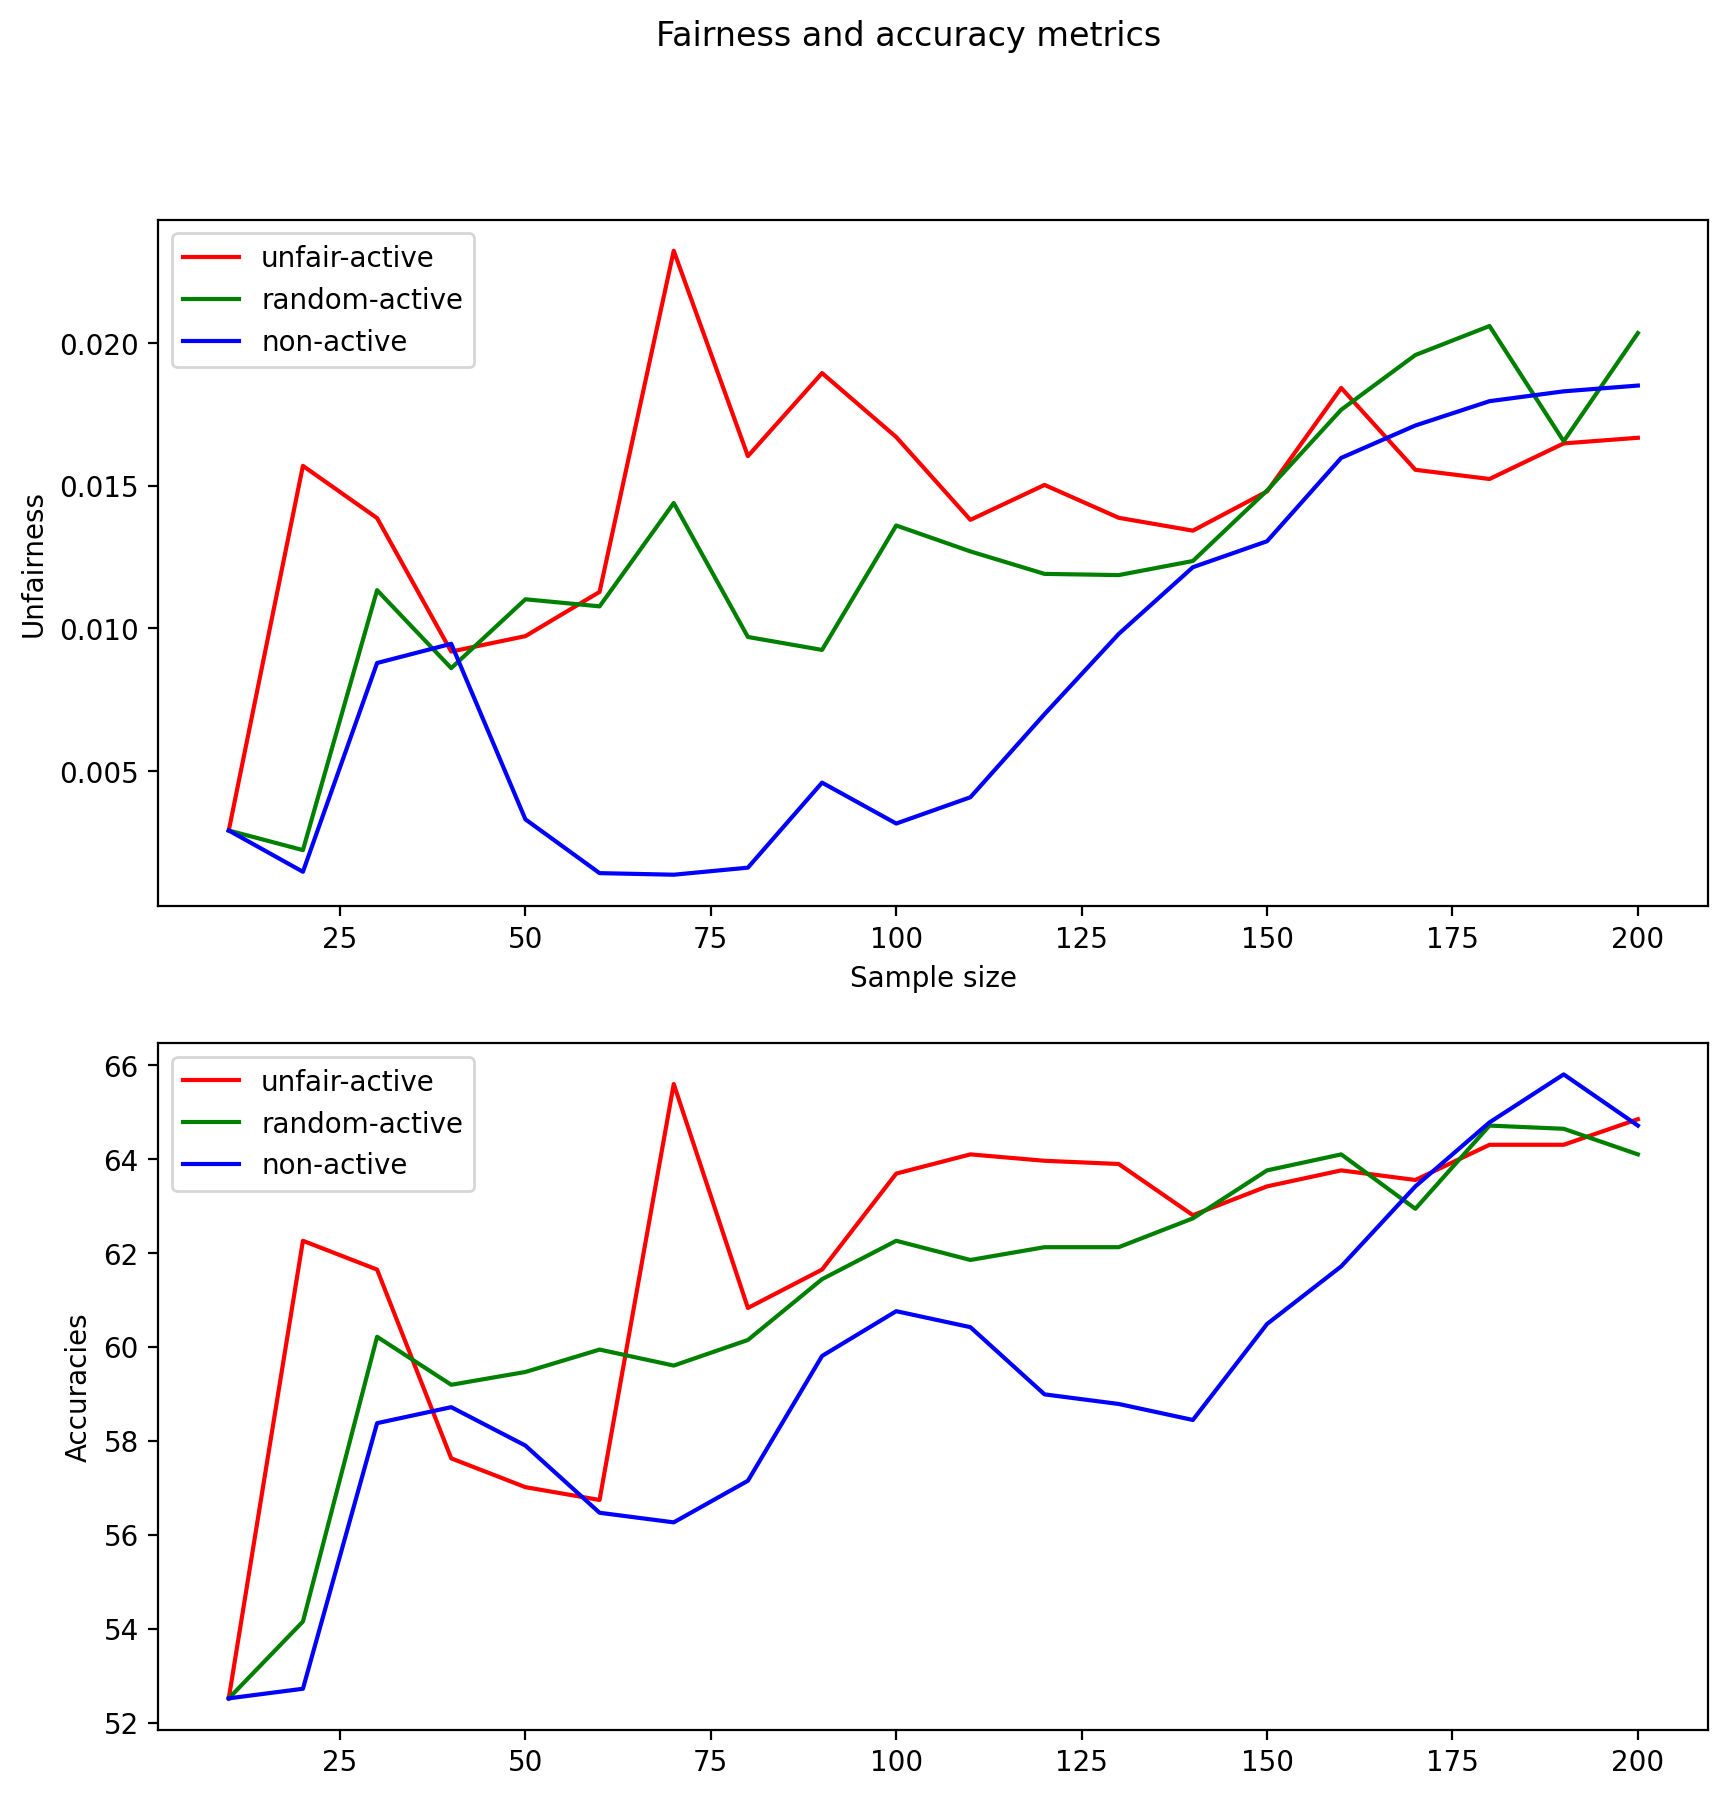 Fairness and accuracy metrics
unfair-active
random-active
non-active
0.020
0.015
0.010
0.005
Unfairness
25 50 75 100 125 150 175 200
Sample size
66
64
62
60
58
56
54
52
unfair-active
random-active
non-active
Accuracies
25 50 75 100 125 150 175 200